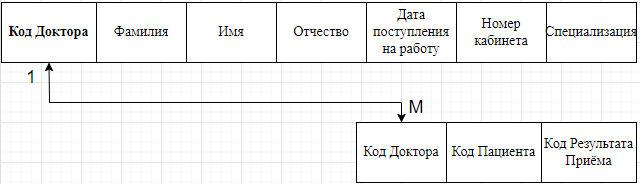 Код Доктора
Фамилия
Имя
Отчество
Дата
поступления
на работу
Номер
кабинета
Специализация
1
М
Код Доктора
Код Пациента
Код Результата
Приёма